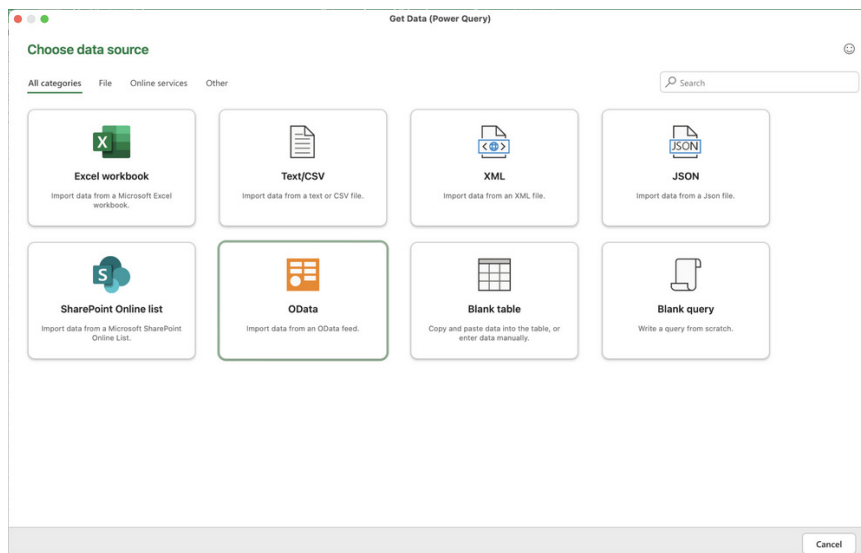 Get Data (Power Query)
Choose data source
All categories File Online services Other
Search
X
Excel workbook
Import data from a Microsoft Excel
workbook.
Text/CSV
Import data from a text or CSV file.
< >
XML
Import data from an XML file.
JSON
JSON
Import data from a Json file.
S
SharePoint Online list
Import data from a Microsoft SharePoint
Online List.
OData
Import data from an OData feed.
Blank table
Copy and paste data into the table, or
enter data manually.
Blank query
Write a query from scratch.
Cancel